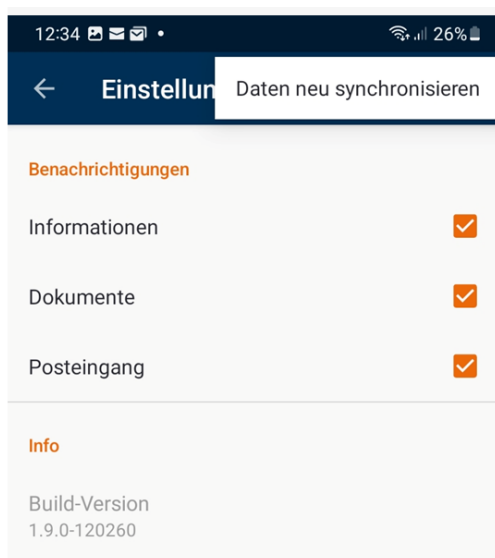 12:34 26%
Einstellun Daten neu synchronisieren
Benachrichtigungen
Informationen
Dokumente
Posteingang
Info
Build-Version
1.9.0-120260